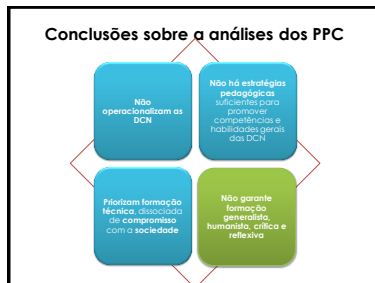 Conclusões sobre a análises dos PPC
Não
operacionalizam as
DCN
Não há estratégias
pedagógicas
suficientes para
promover
competências e
habilidades gerais
das DCN
Priorizam formação
técnica, dissociada
de compromisso
com a sociedade
Não garante
formação
generalista,
humanista, crítica e
reflexiva